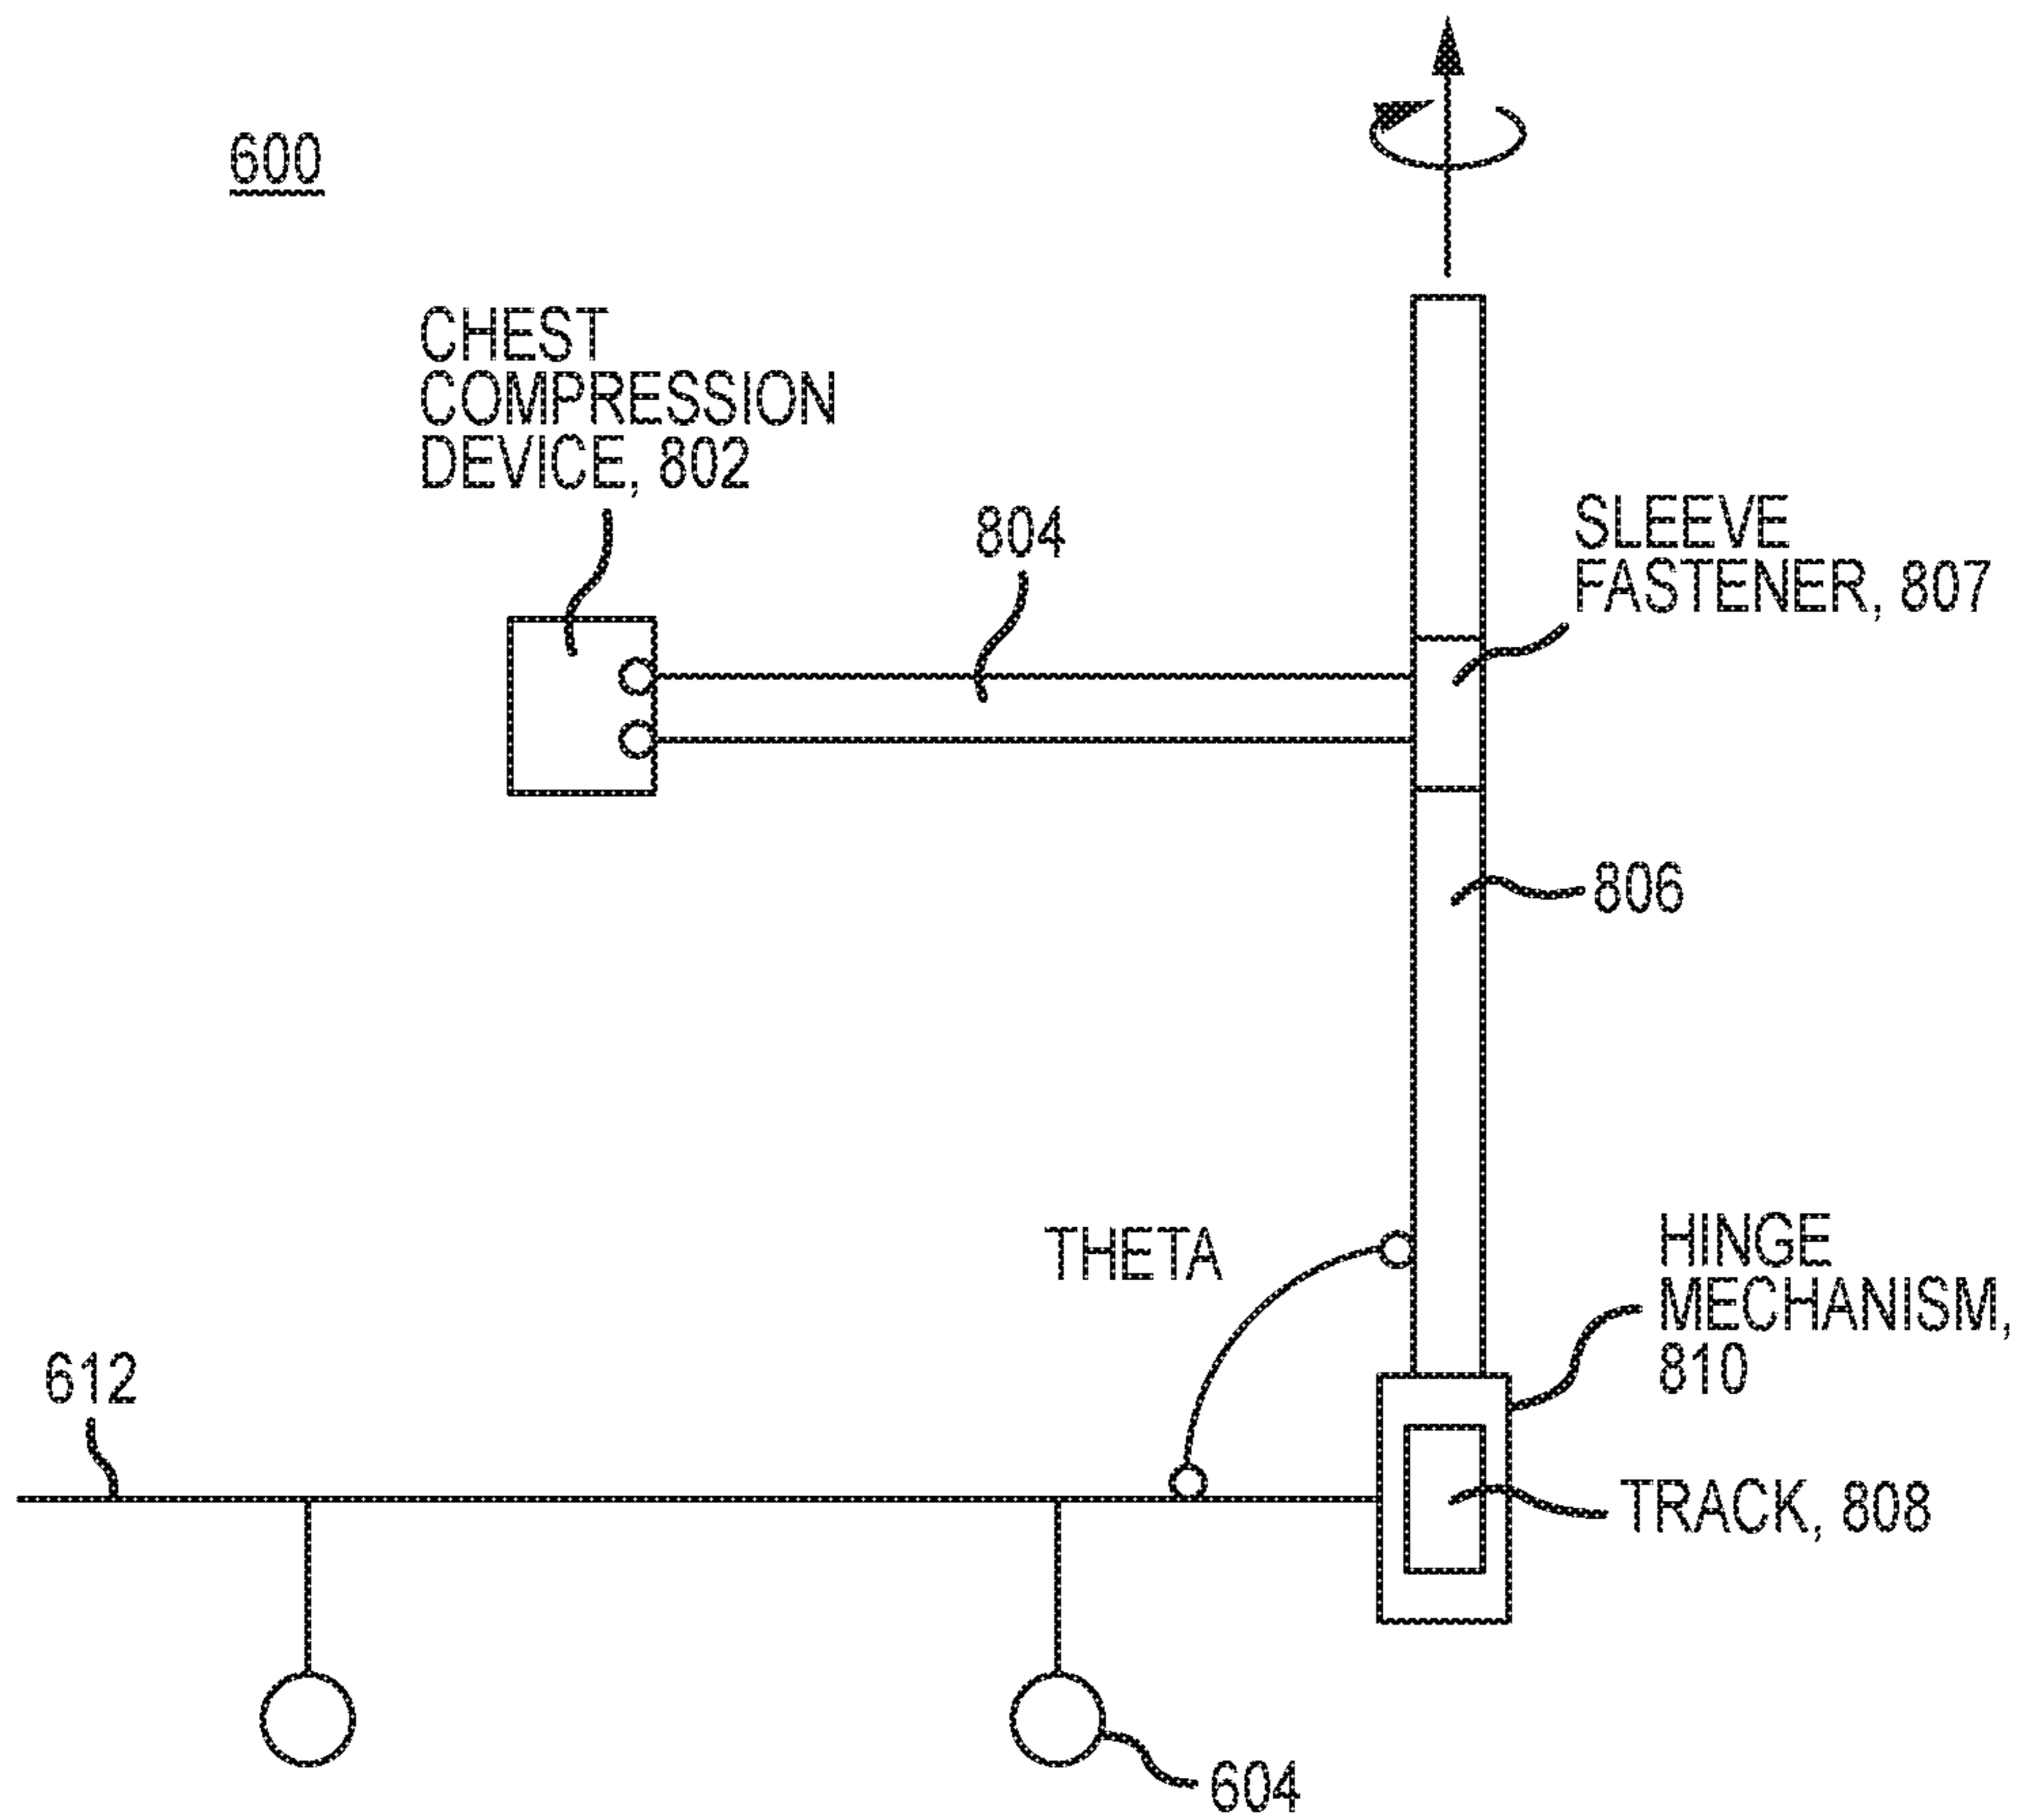 600
CHEST
COMPRESSION
DEVICE, 802
804
SLEEVE
FASTENER, 807
806
THETA
HINGE
MECHANISM,
810
612
TRACK, 808
604